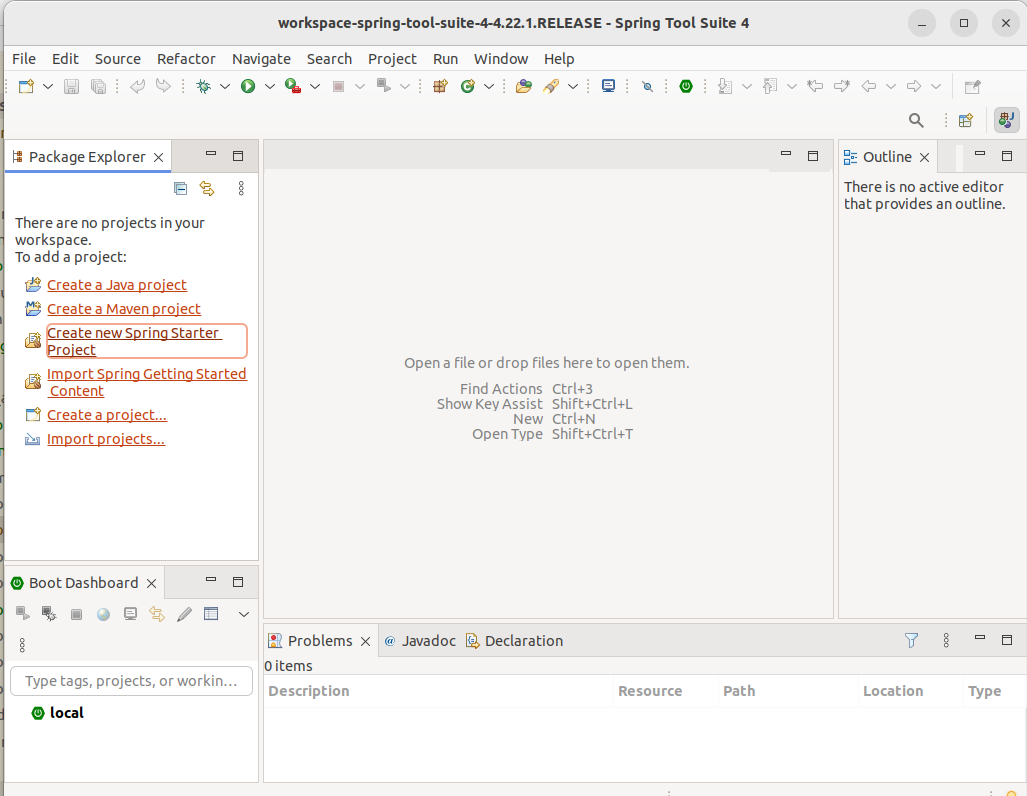 workspace-spring-tool-suite-4-4.22.1.RELEASE - Spring Tool Suite 4
File Edit Source Refactor Navigate Search Project Run Window Help
Package Explorer
Outline
There are no projects in your
workspace.
To add a project:
Create a Java project
Create a Maven project
Create new Spring Starter
Project
Import Spring Getting Started
Content
Create a project...
Import projects...
There is no active editor
that provides an outline.
Open a file or drop files here to open them.
Find Actions Ctrl+3
Show Key Assist Shift+Ctrl+L
New Ctrl+N
Open Type Shift+Ctrl+T
Boot Dashboard
Type tags, projects, or workin...
local
Problems @ Javadoc Declaration
0 items
Description Resource Path Location Type